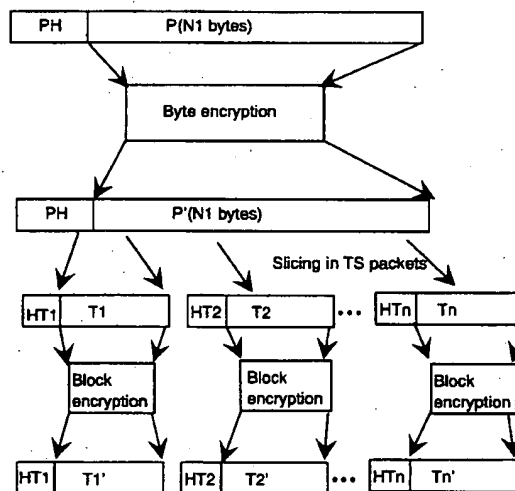 PH P(N1 bytes)
Byte encryption
PH P'(N1 bytes)
Slicing in TS packets
HT1 T1 HT2 T2 ••• HTn Tn
Block encryption Block encryption Block encryption
HT1 T1' HT2 T2' ••• HTn Tn'